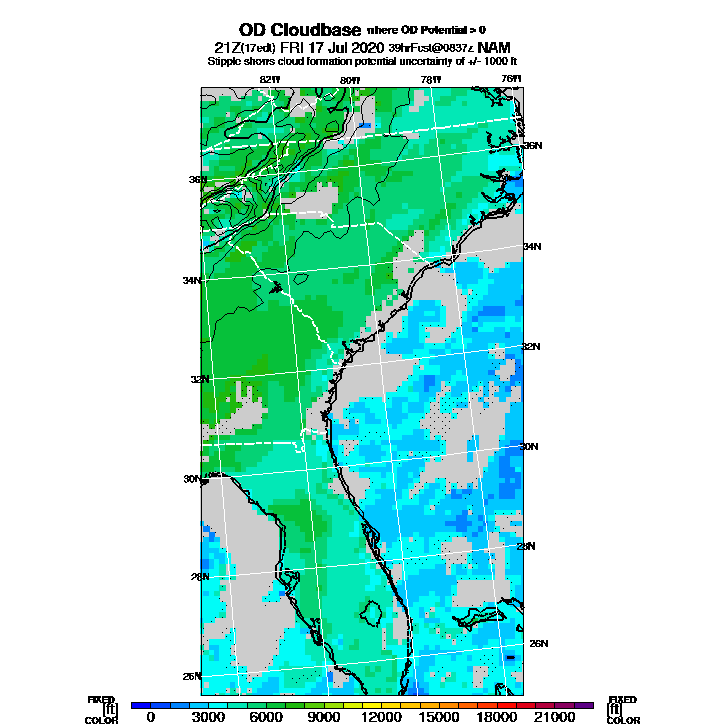 OD Cloudbase where OD Potential > 0
21Z(17edt) FRI 17 Jul 2020 39hrFcst@0837z NAM
Stipple shows cloud formation potential uncertainty of +/- 1000 ft
82W 80W 78W 76W
36N
36N
34N
34N
32N
32N
30N
30N
28N
28N
26N
26N
FIXED FIXED
[ft] 0 3000 6000 9000 12000 15000 18000 21000 [ft]
COLOR COLOR